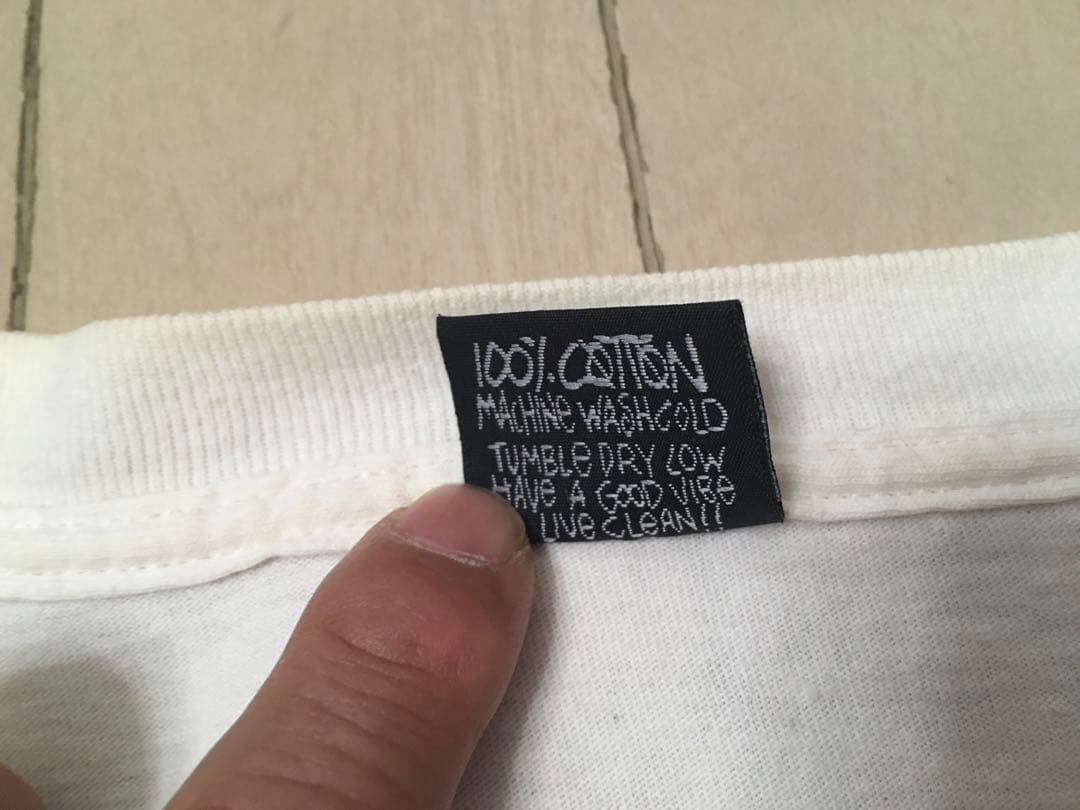 100% COTTON
MACHINE WASH COLD
TUMBLE DRY LOW
HAVE A GOOD VIBE
LIVE CLEAN!!